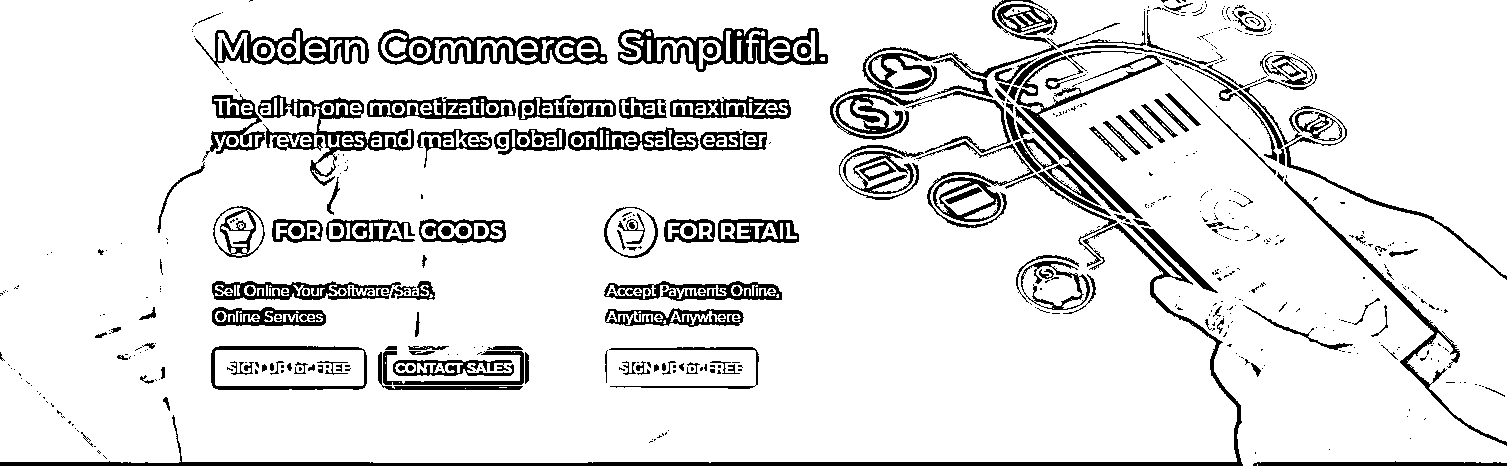 Modern Commerce. Simplified.
The all-in-one monetization platform that maximizes
your revenues and makes global online sales easier
FOR DIGITAL GOODS
FOR RETAIL
Sell Online Your Software/SaaS,
Online Services
Accept Payments Online,
Anytime, Anywhere
SIGN UP for FREE
CONTACT SALES
SIGN UP for FREE